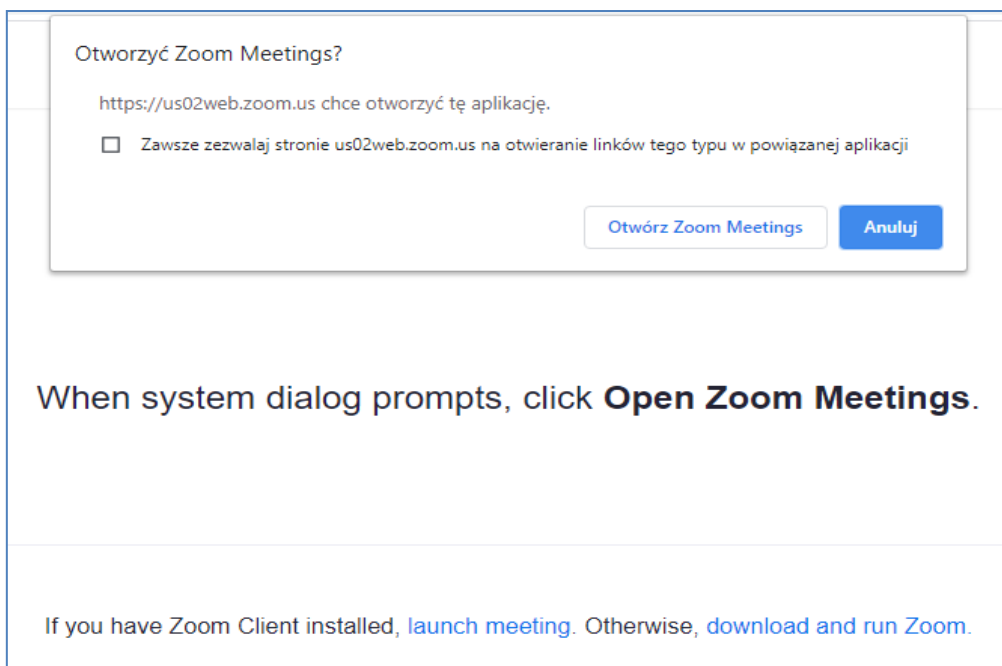 Otworzyć Zoom Meetings?
https://us02web.zoom.us chce otworzyć tę aplikację.
Zawsze zezwalaj stronie us02web.zoom.us na otwieranie linków tego typu w powiązanej aplikacji
Otwórz Zoom Meetings Anuluj
When system dialog prompts, click Open Zoom Meetings.
If you have Zoom Client installed, launch meeting. Otherwise, download and run Zoom.